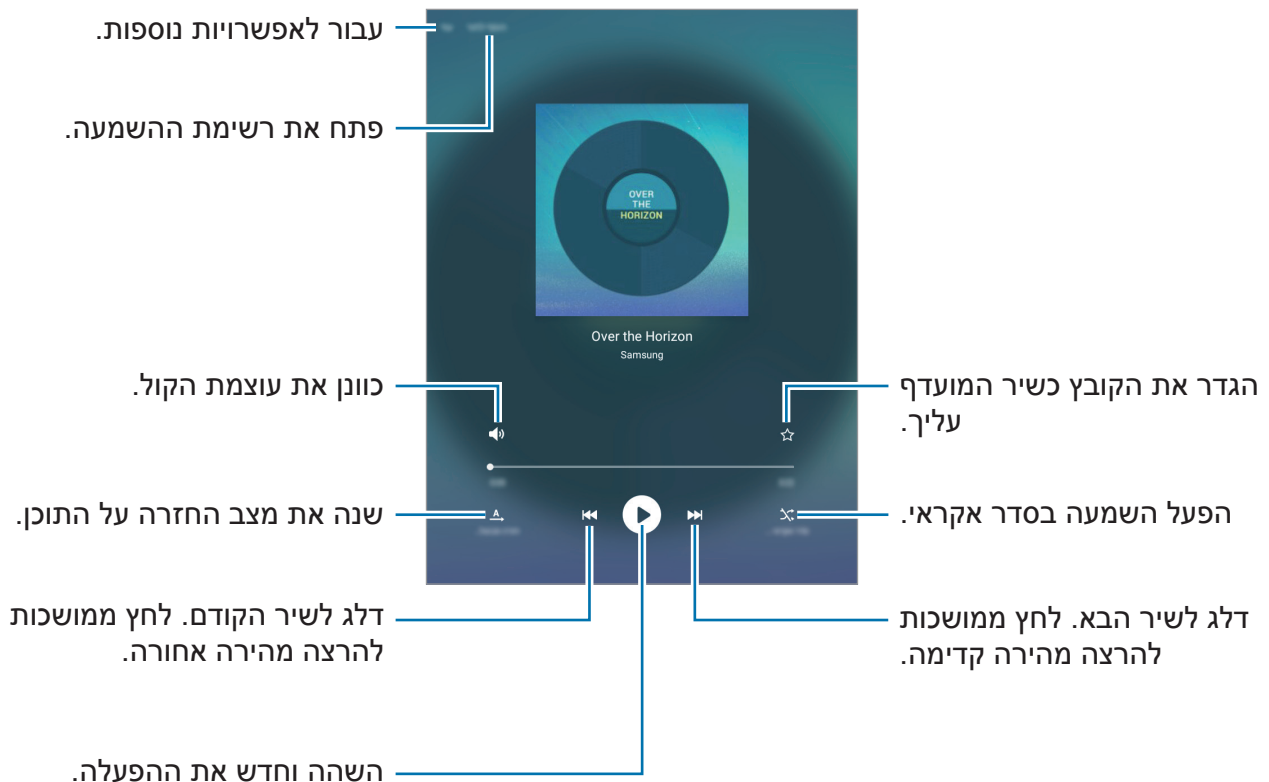 עבור לאפשרויות נוספות.
פתח את רשימת ההשמעה.
OVER
THE
HORIZON
Over the Horizon
Samsung
כוונן את עוצמת הקול.
הגדר את הקובץ כשיר המועדף
עליך.
שנה את מצב החזרה על התוכן.
A
הפעל השמעה בסדר אקראי.
דלג לשיר הקודם. לחץ ממושכות
להרצה מהירה אחורה.
דלג לשיר הבא. לחץ ממושכות
להרצה מהירה קדימה.
השהה וחדש את ההפעלה.